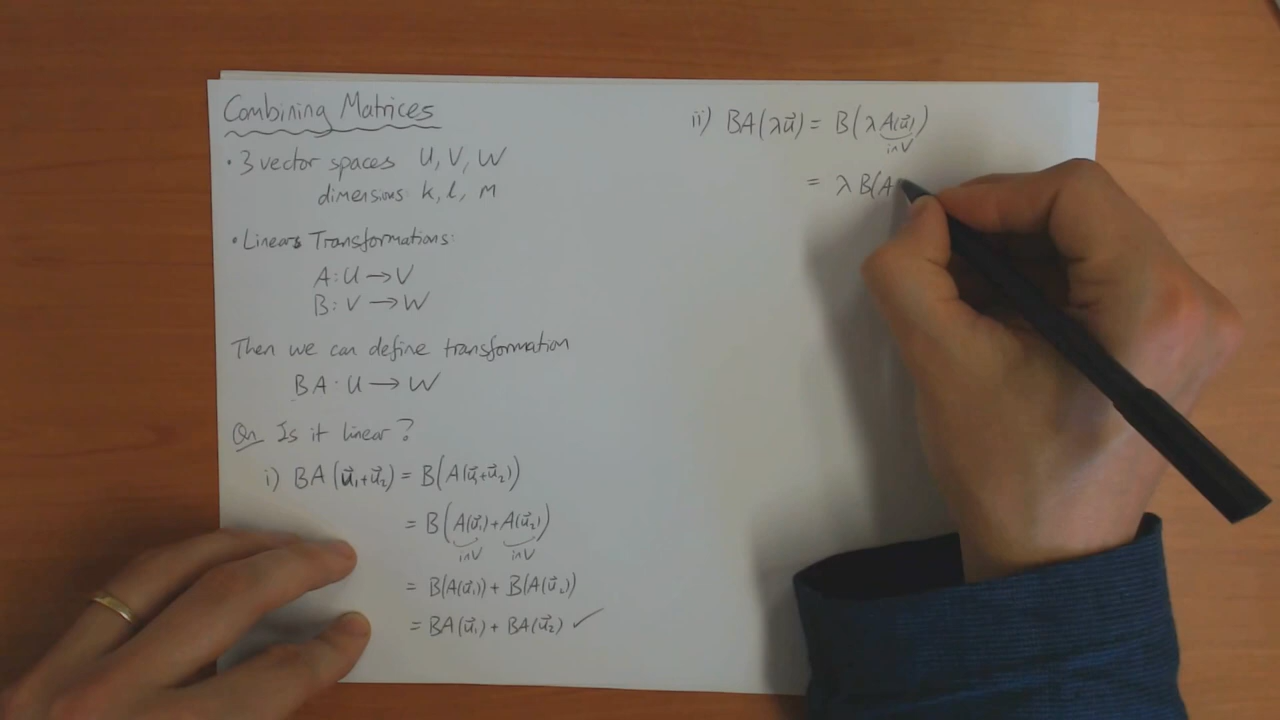 Combining Matrices
• 3 vector spaces U, V, W
dimensions k, l, m
• Linear Transformations:
A: U → V
B: V → W
Then we can define transformation
BA: U → W
Qn Is it linear?
i) BA(u⃗₁+u⃗₂) = B(A(u⃗₁+u⃗₂))
= B(A(u⃗₁)+A(u⃗₂))
in V in V
= B(A(u⃗₁)) + B(A(u⃗₂))
= BA(u⃗₁) + BA(u⃗₂) ✓
ii) BA(λu⃗) = B(λA(u⃗))
in V
= λB(A